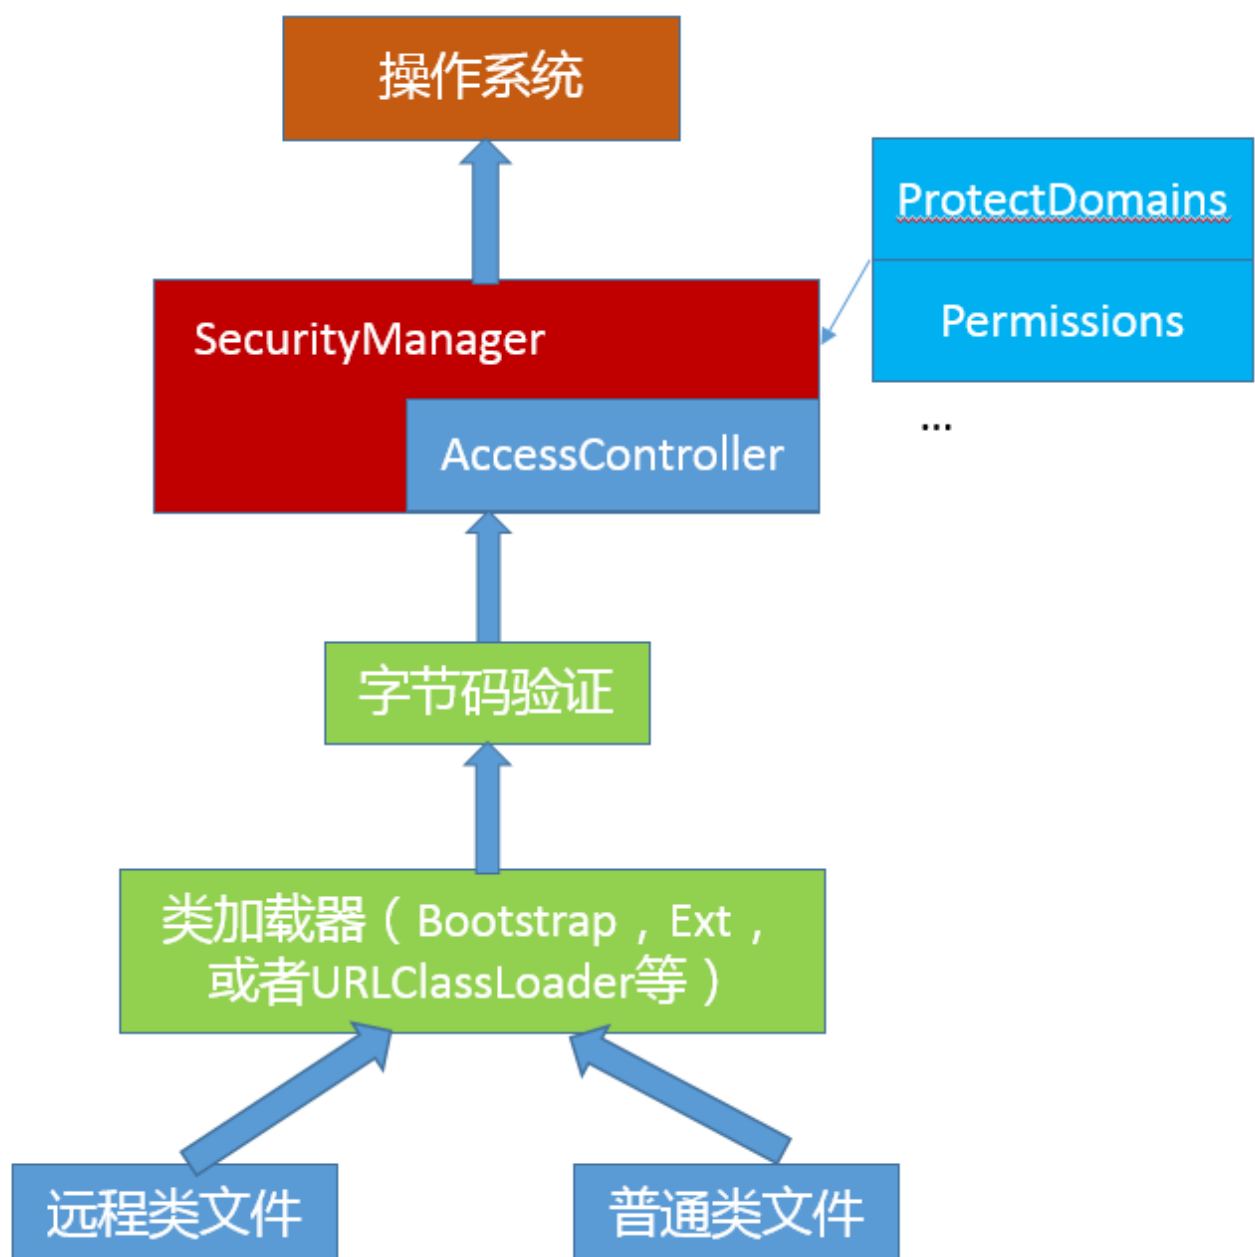 操作系统
ProtectDomains
Permissions
...
SecurityManager
AccessController
字节码验证
类加载器（Bootstrap，Ext，
或者URLClassLoader等）
远程类文件
普通类文件